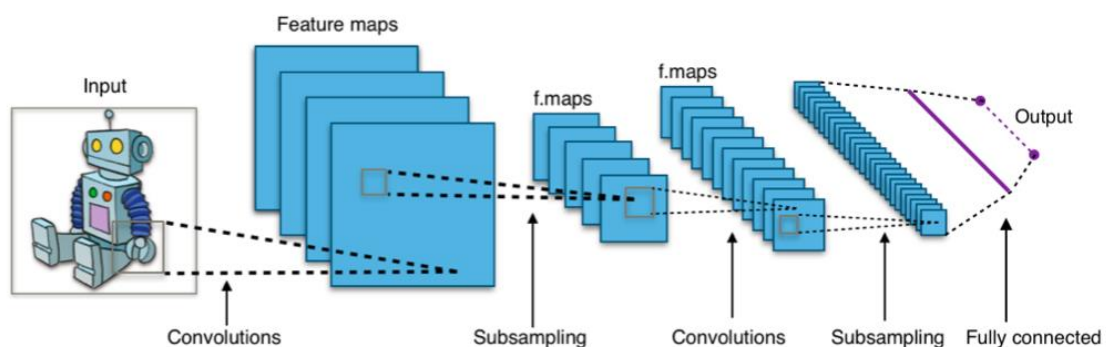 Feature maps
Input
f.maps
f.maps
Output
Convolutions
Subsampling
Convolutions
Subsampling
Fully connected